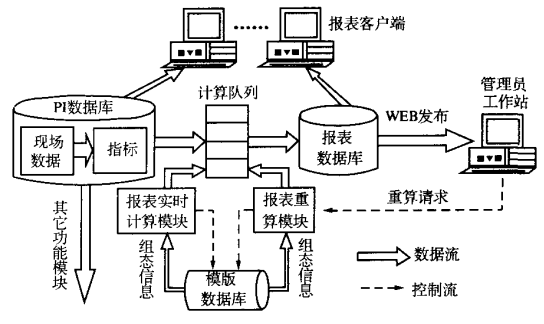 报表客户端
计算队列
PI数据库
现场
数据
指标
报表
数据库
WEB发布
管理员
工作站
重算请求
报表实时
计算模块
报表重
算模块
其它功能模块
组态信息
组态信息
模版
数据库
数据流
控制流